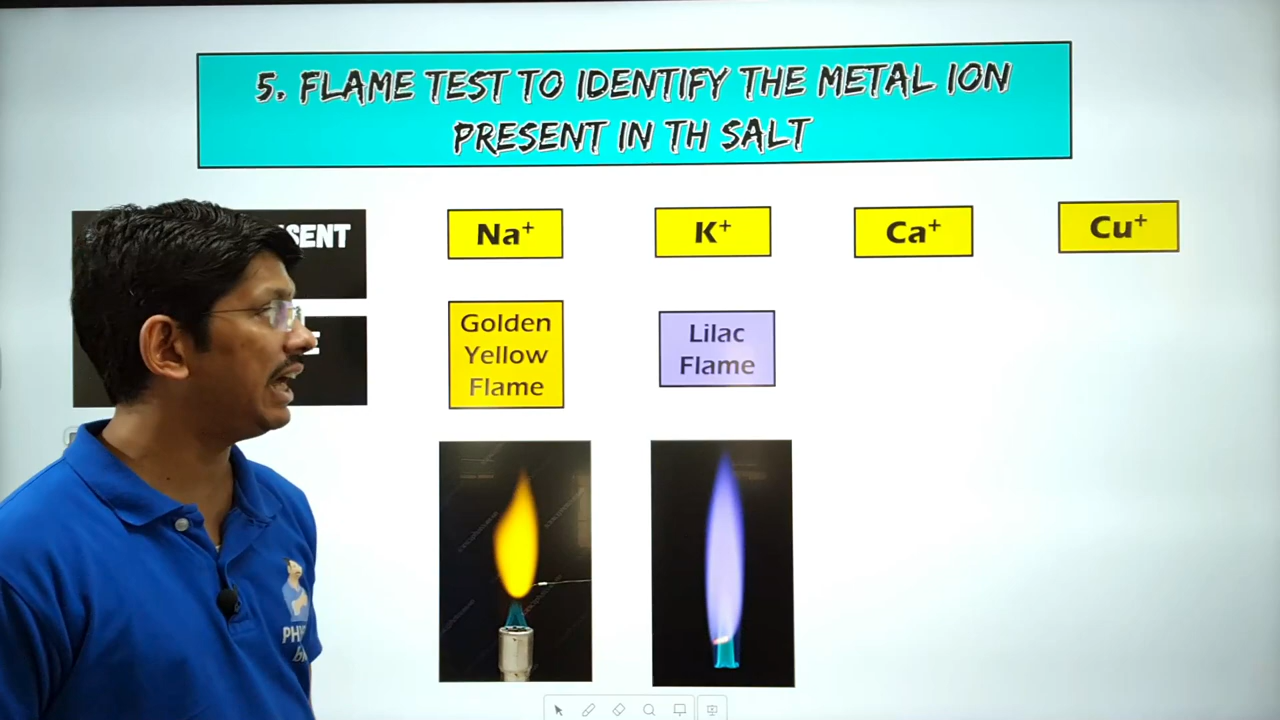 5. FLAME TEST TO IDENTIFY THE METAL ION
PRESENT IN TH SALT
Na⁺
K⁺
Ca⁺
Cu⁺
Golden
Yellow
Flame
Lilac
Flame